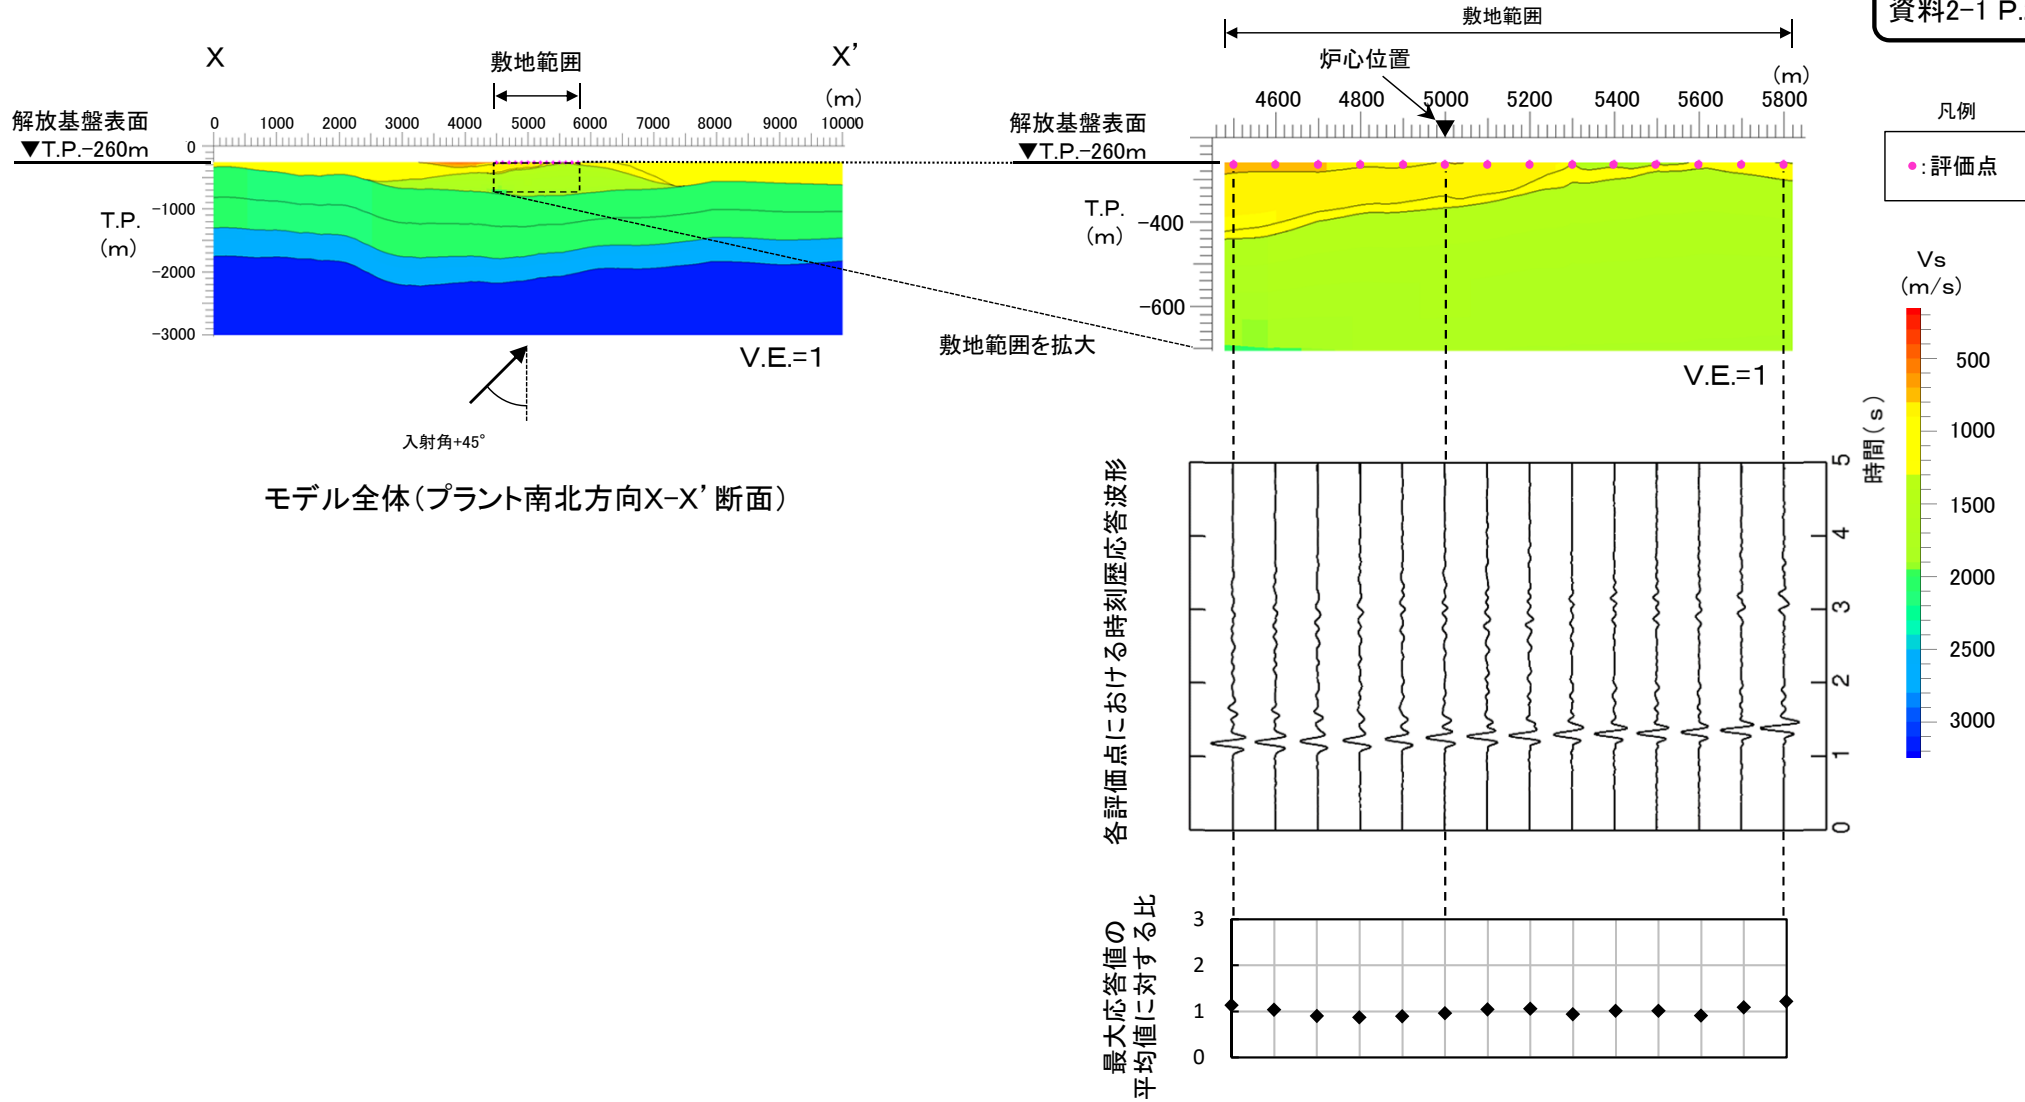 資料2-1 P.
X
X’
敷地範囲
(m)
解放基盤表面
▼T.P.-260m
0 1000 2000 3000 4000 5000 6000 7000 8000 9000 10000
0
-1000
-2000
-3000
T.P.
(m)
V.E.=1
入射角+45°
モデル全体(プラント南北方向X-X’断面)
敷地範囲
炉心位置
(m)
4600 4800 5000 5200 5400 5600 5800
解放基盤表面
▼T.P.-260m
T.P.
(m)
-400
-600
敷地範囲を拡大
V.E.=1
凡例
●:評価点
Vs
(m/s)
500
1000
1500
2000
2500
3000
各評価点における時刻歴応答波形
時間(s)
5
4
3
2
1
0
最大応答値の
平均値に対する比
3
2
1
0